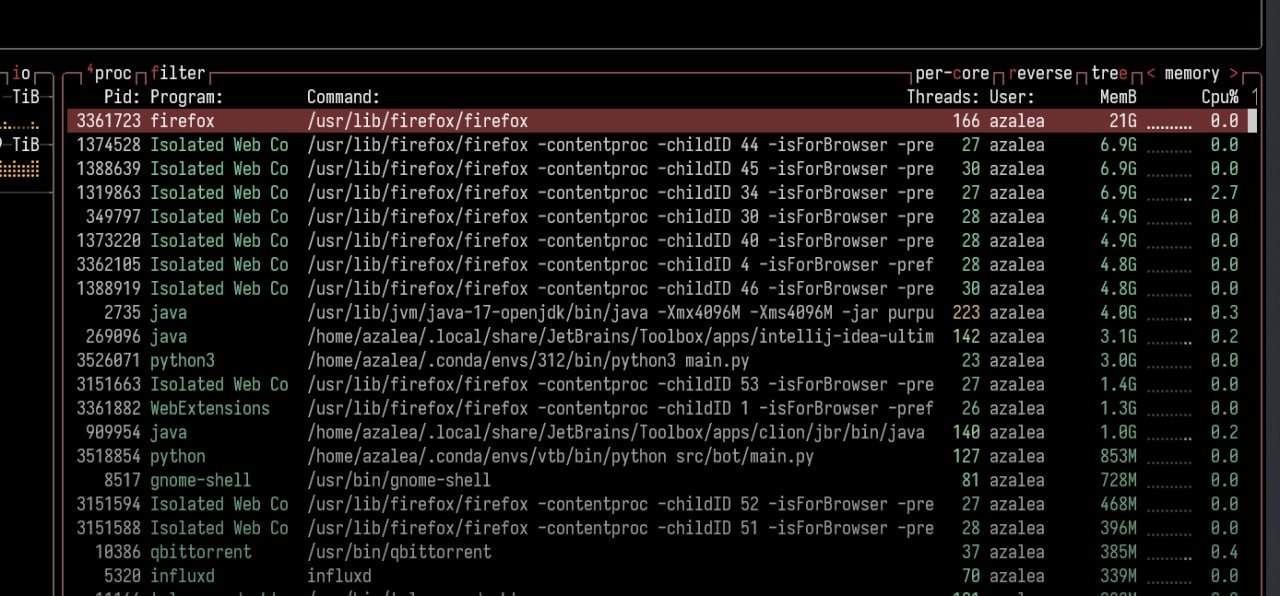 io
TiB
TiB
4proc filter per-core reverse tree < memory >
Pid: Program: Command: Threads: User: MemB Cpu%
3361723 firefox /usr/lib/firefox/firefox 166 azalea 21G 0.0
1374528 Isolated Web Co /usr/lib/firefox/firefox -contentproc -childID 44 -isForBrowser -pre 27 azalea 6.9G 0.0
1388639 Isolated Web Co /usr/lib/firefox/firefox -contentproc -childID 45 -isForBrowser -pre 30 azalea 6.9G 0.0
1319863 Isolated Web Co /usr/lib/firefox/firefox -contentproc -childID 34 -isForBrowser -pre 27 azalea 6.9G 2.7
349797 Isolated Web Co /usr/lib/firefox/firefox -contentproc -childID 30 -isForBrowser -pre 28 azalea 4.9G 0.0
1373220 Isolated Web Co /usr/lib/firefox/firefox -contentproc -childID 40 -isForBrowser -pre 28 azalea 4.9G 0.0
3362105 Isolated Web Co /usr/lib/firefox/firefox -contentproc -childID 4 -isForBrowser -pref 28 azalea 4.8G 0.0
1388919 Isolated Web Co /usr/lib/firefox/firefox -contentproc -childID 46 -isForBrowser -pre 30 azalea 4.8G 0.0
2735 java /usr/lib/jvm/java-17-openjdk/bin/java -Xmx4096M -Xms4096M -jar purpu 223 azalea 4.0G 0.3
269096 java /home/azalea/.local/share/JetBrains/Toolbox/apps/intellij-idea-ultim 142 azalea 3.1G 0.2
3526071 python3 /home/azalea/.conda/envs/312/bin/python3 main.py 23 azalea 3.0G 0.0
3151663 Isolated Web Co /usr/lib/firefox/firefox -contentproc -childID 53 -isForBrowser -pre 27 azalea 1.4G 0.0
3361882 WebExtensions /usr/lib/firefox/firefox -contentproc -childID 1 -isForBrowser -pref 26 azalea 1.3G 0.0
909954 java /home/azalea/.local/share/JetBrains/Toolbox/apps/clion/jbr/bin/java 140 azalea 1.0G 0.2
3518854 python /home/azalea/.conda/envs/vtb/bin/python src/bot/main.py 127 azalea 853M 0.0
8517 gnome-shell /usr/bin/gnome-shell 81 azalea 728M 0.0
3151594 Isolated Web Co /usr/lib/firefox/firefox -contentproc -childID 52 -isForBrowser -pre 27 azalea 468M 0.0
3151588 Isolated Web Co /usr/lib/firefox/firefox -contentproc -childID 51 -isForBrowser -pre 28 azalea 396M 0.0
10386 qbittorrent /usr/bin/qbittorrent 37 azalea 385M 0.4
5320 influxd influxd 70 azalea 339M 0.0